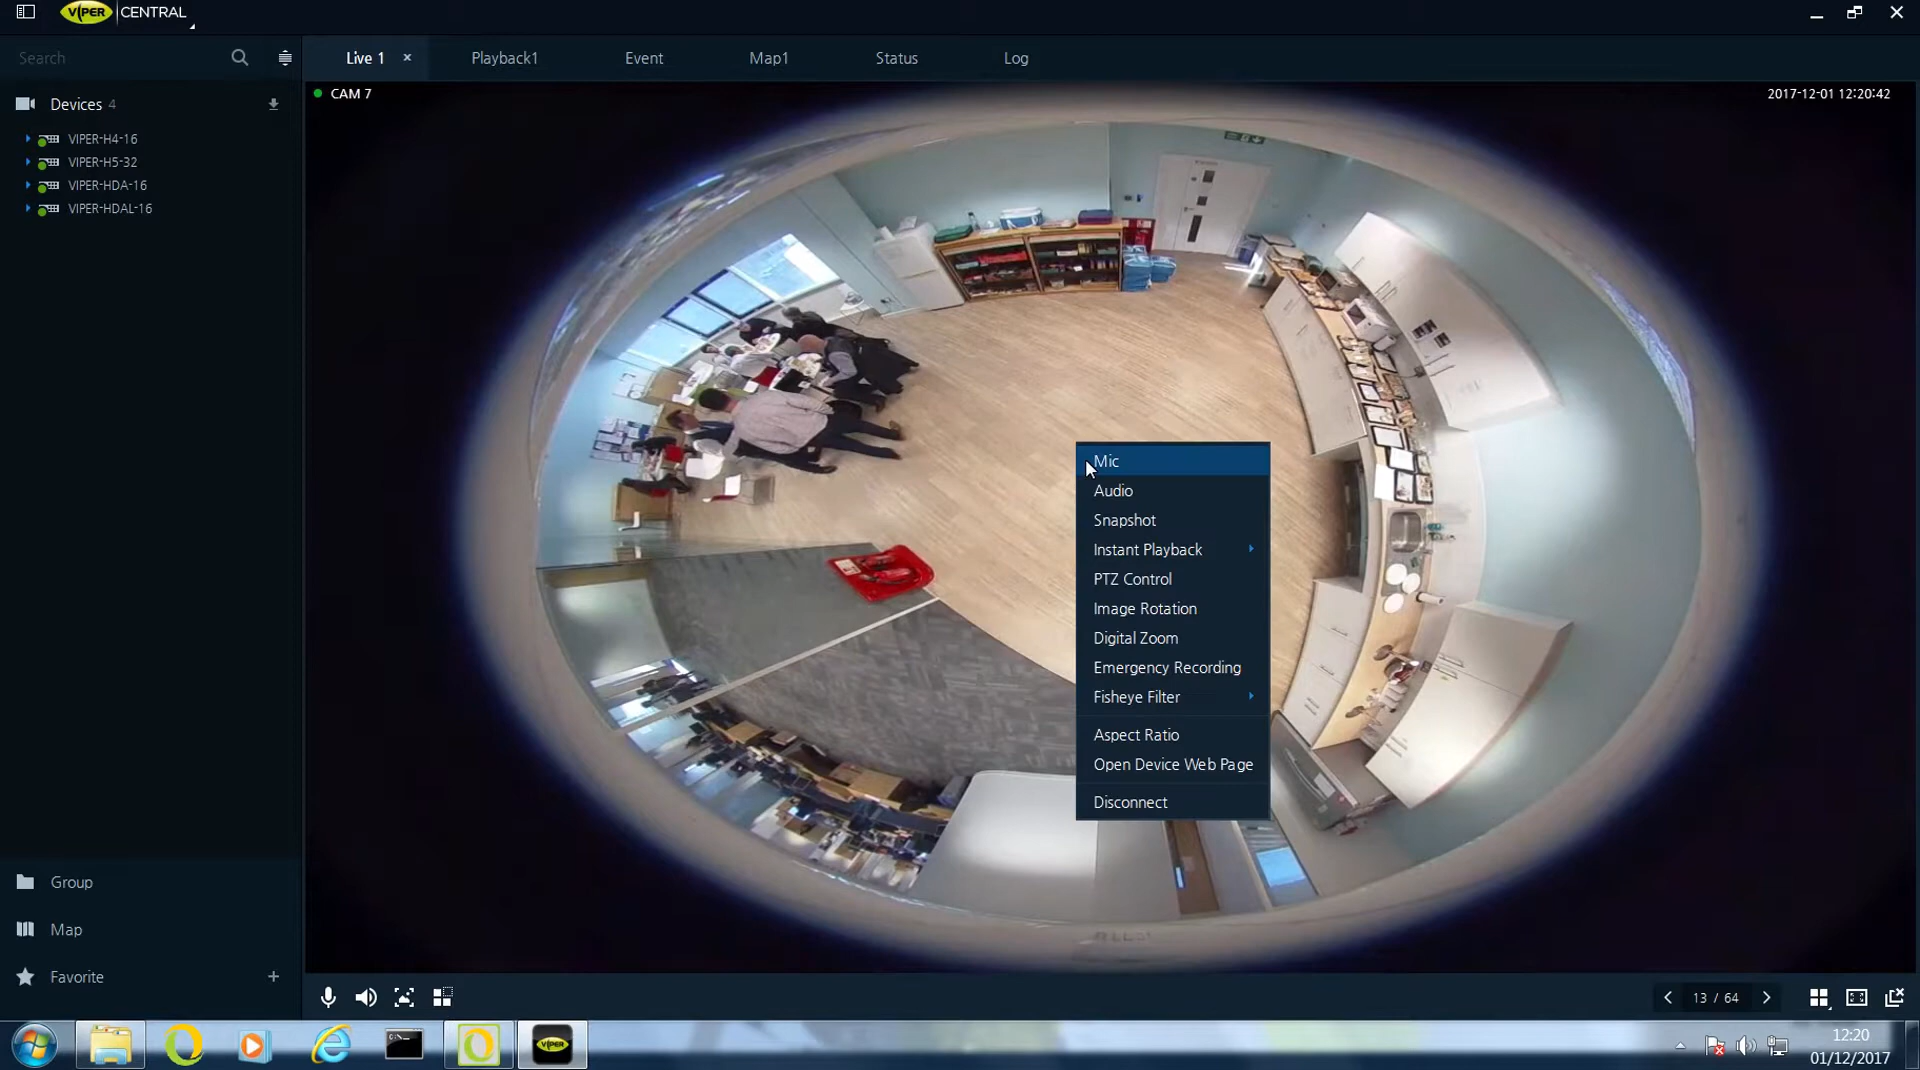 VIPER CENTRAL
Search
Live 1
Playback1
Event
Map1
Status
Log
Devices 4
VIPER-H4-16
VIPER-H5-32
VIPER-HDA-16
VIPER-HDAL-16
CAM 7
2017-12-01 12:20:42
Mic
Audio
Snapshot
Instant Playback
PTZ Control
Image Rotation
Digital Zoom
Emergency Recording
Fisheye Filter
Aspect Ratio
Open Device Web Page
Disconnect
Group
Map
Favorite
13 / 64
VIPER
12:20
01/12/2017